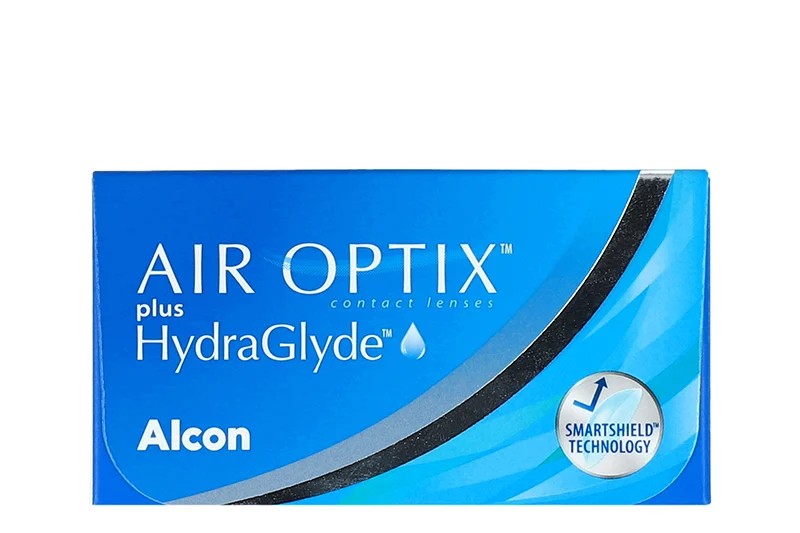 AIR OPTIX™
contact lenses
plus
HydraGlyde™
Alcon
SMARTSHIELD™
TECHNOLOGY